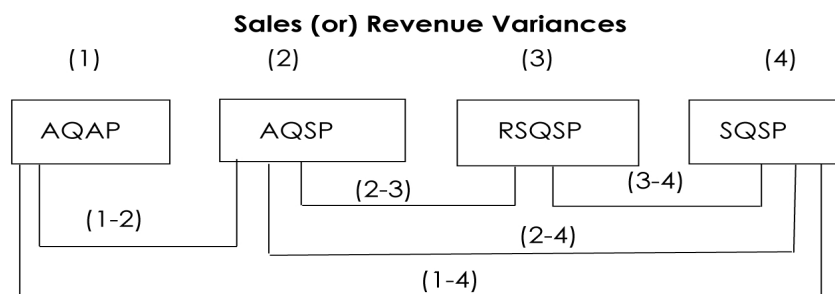 Sales (or) Revenue Variances
(1) (2) (3) (4)
AQAP AQSP RSQSP SQSP
(2-3) (3-4)
(1-2) (2-4)
(1-4)